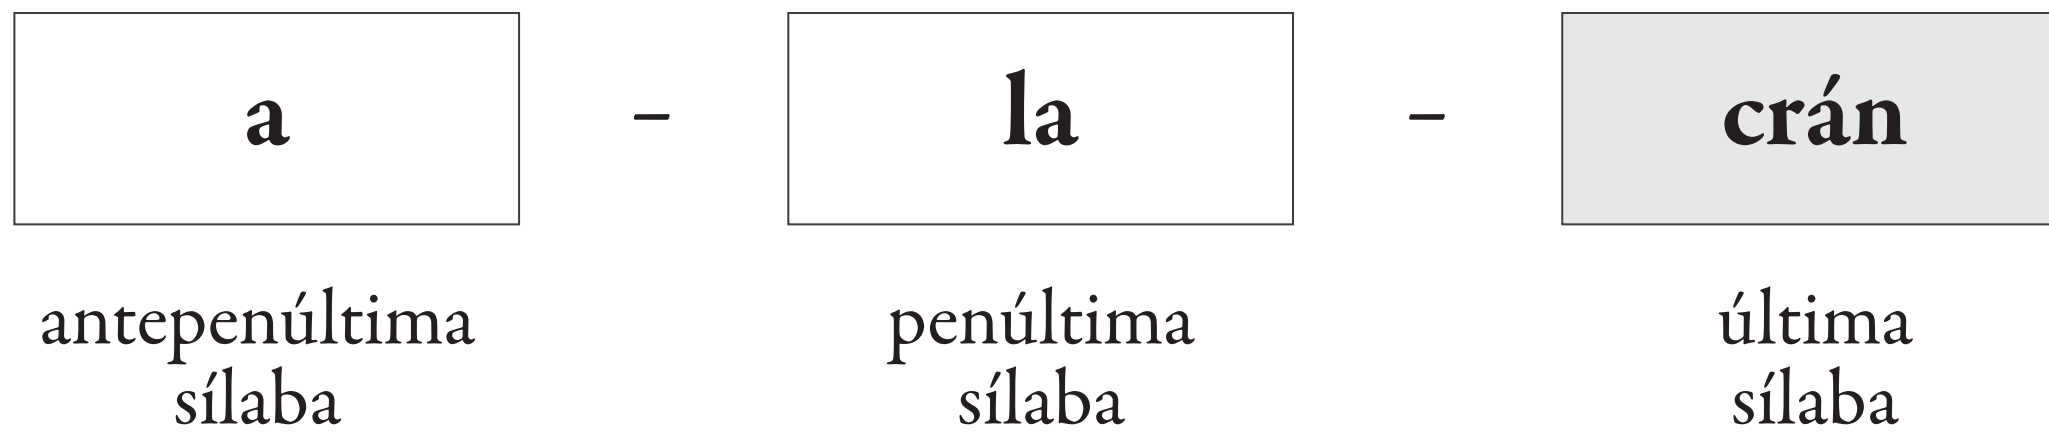 a – la – crán
antepenúltima penúltima última
sílaba sílaba sílaba